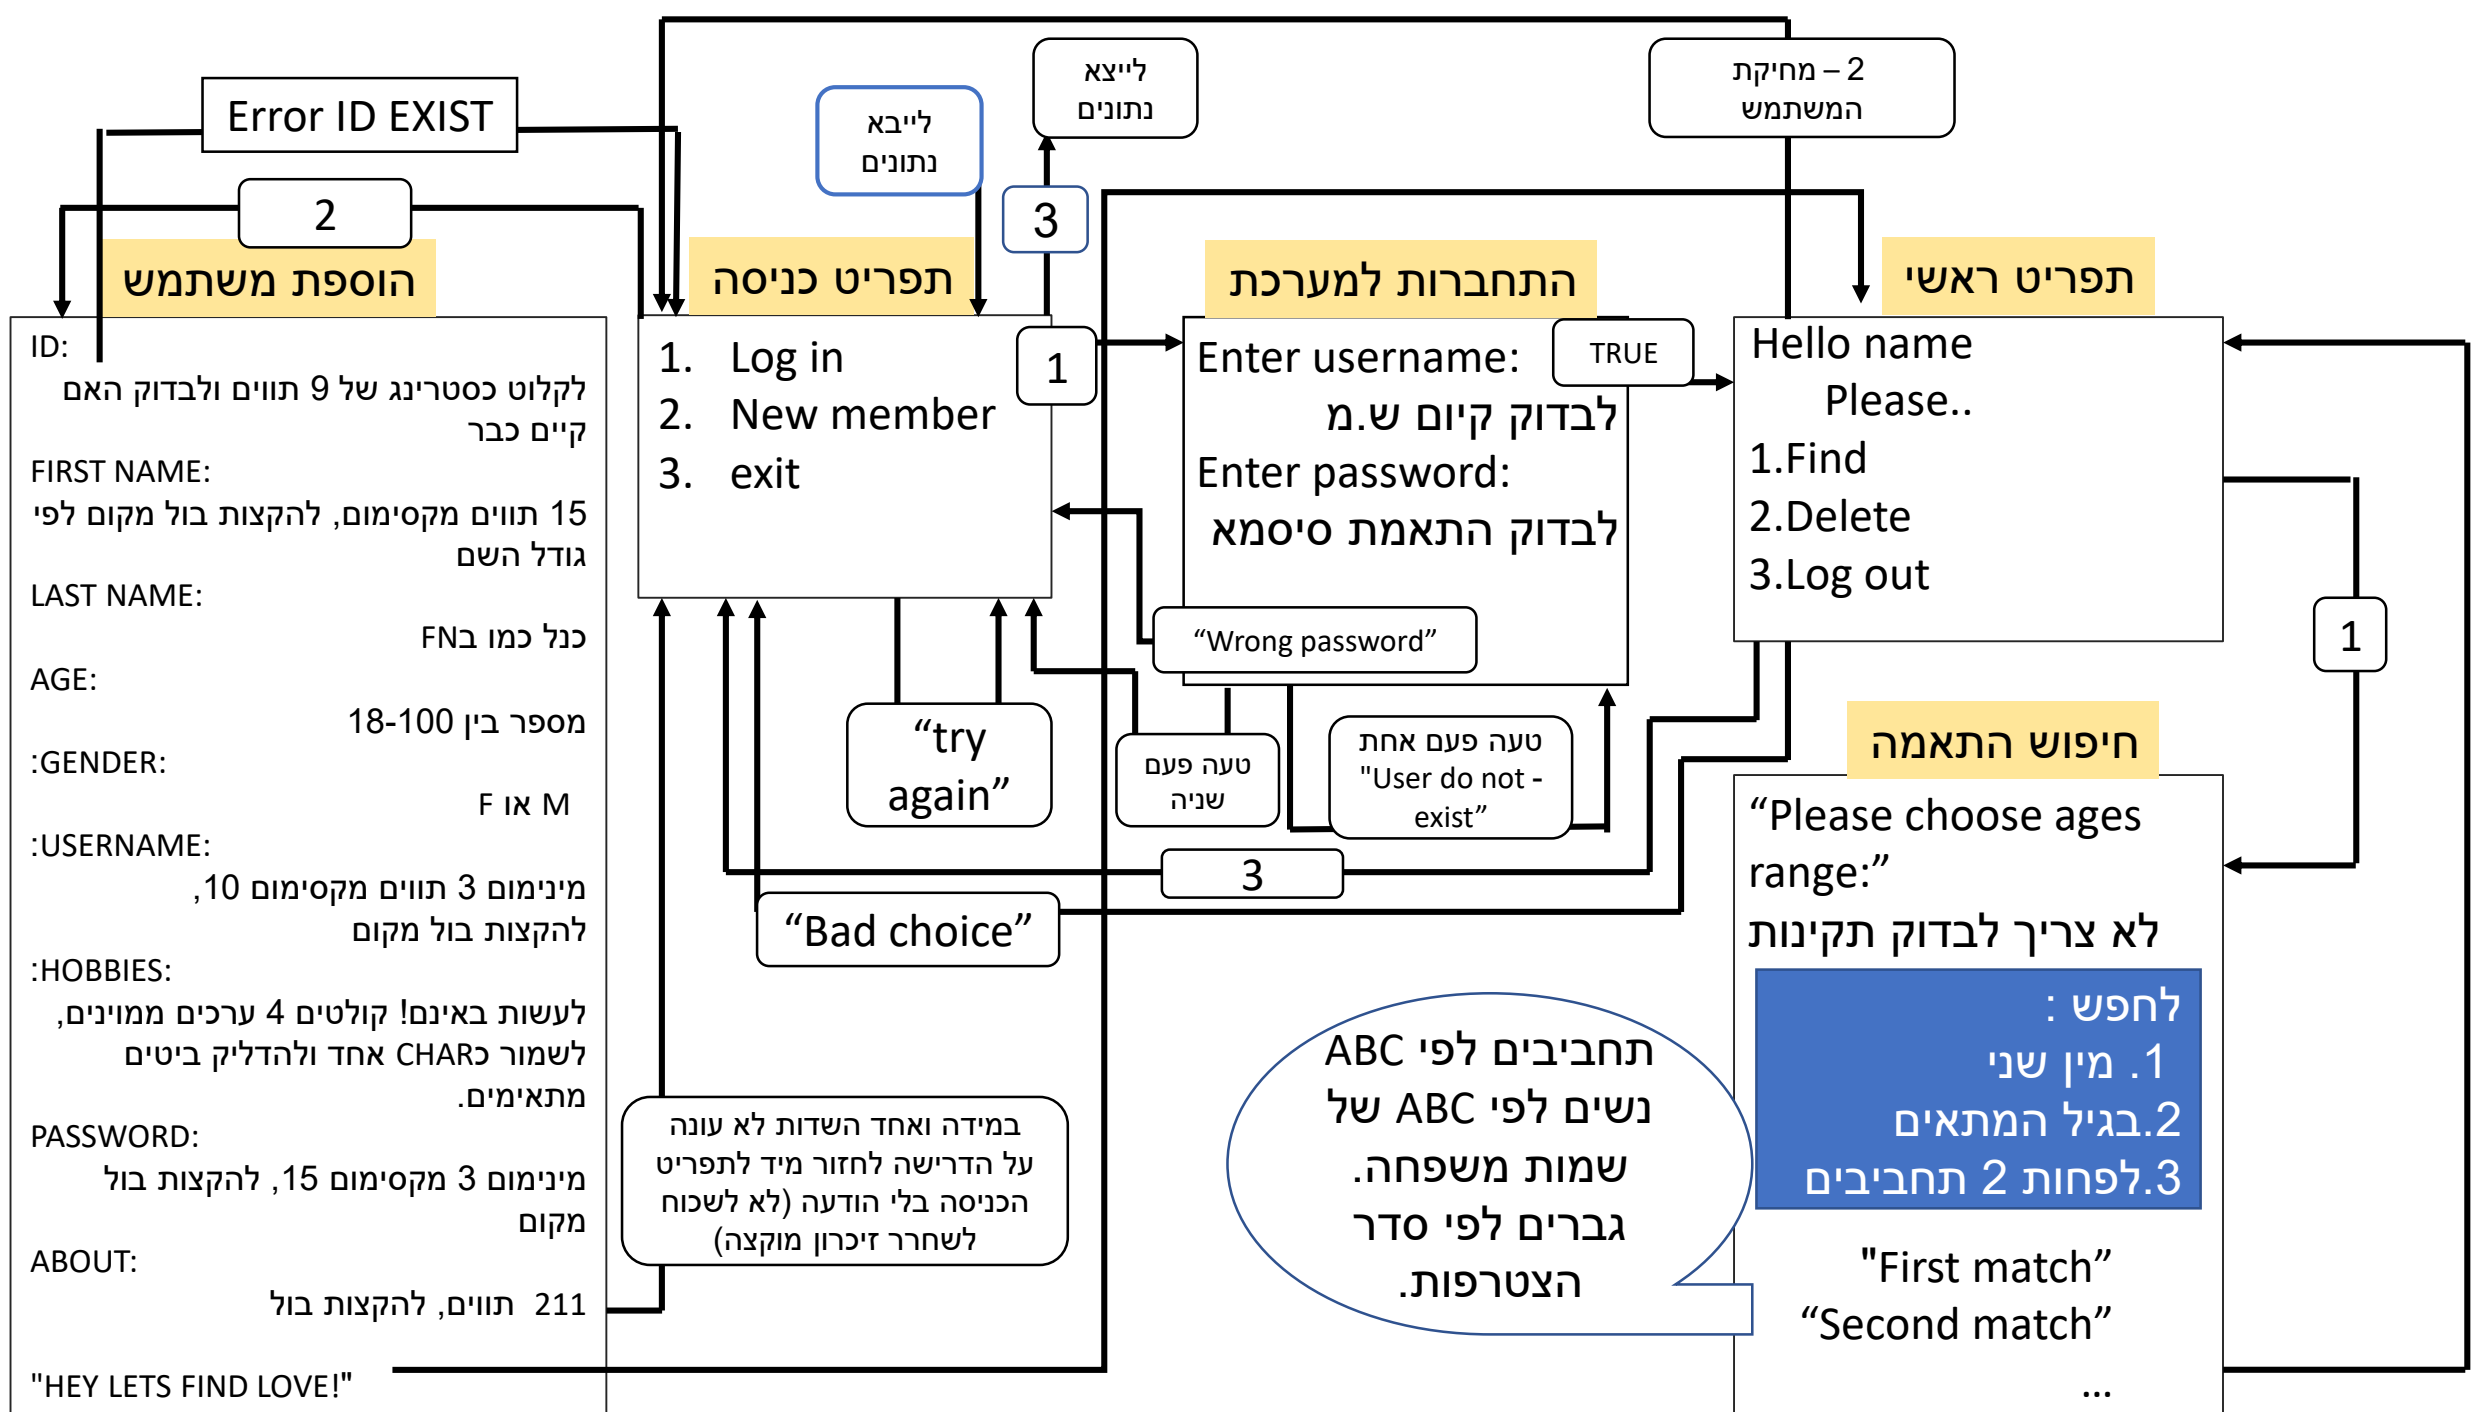 Error ID EXIST
2
לייבא
נתונים
לייצא
נתונים
3
2 – מחיקת
המשתמש
הוספת משתמש
ID:
לקלוט כסטרינג של 9 תווים ולבדוק האם
קיים כבר
FIRST NAME:
15 תווים מקסימום, להקצות בול מקום לפי
גודל השם
LAST NAME:
כנל כמו בFN
AGE:
מספר בין 18-100
:GENDER:
M או F
:USERNAME:
מינימום 3 תווים מקסימום 10,
להקצות בול מקום
:HOBBIES:
לעשות באינם! קולטים 4 ערכים ממוינים,
לשמור כCHAR אחד ולהדליק ביטים
מתאימים.
PASSWORD:
מינימום 3 מקסימום 15, להקצות בול
מקום
ABOUT:
211 תווים, להקצות בול
"HEY LETS FIND LOVE!"
תפריט כניסה
1. Log in
2. New member
3. exit
1
“try
again”
במידה ואחד השדות לא עונה
על הדרישה לחזור מיד לתפריט
הכניסה בלי הודעה (לא לשכוח
לשחרר זיכרון מוקצה)
התחברות למערכת
Enter username:
לבדוק קיום ש.מ
Enter password:
לבדוק התאמת סיסמא
TRUE
“Wrong password”
טעה פעם
שניה
טעה פעם אחת
"User do not -
exist”
3
“Bad choice”
תפריט ראשי
Hello name
Please..
1.Find
2.Delete
3.Log out
1
חיפוש התאמה
“Please choose ages
range:”
לא צריך לבדוק תקינות
לחפש :
1. מין שני
2.בגיל המתאים
3.לפחות 2 תחביבים
"First match”
“Second match”
...
תחביבים לפי ABC
נשים לפי ABC של
שמות משפחה.
גברים לפי סדר
הצטרפות.